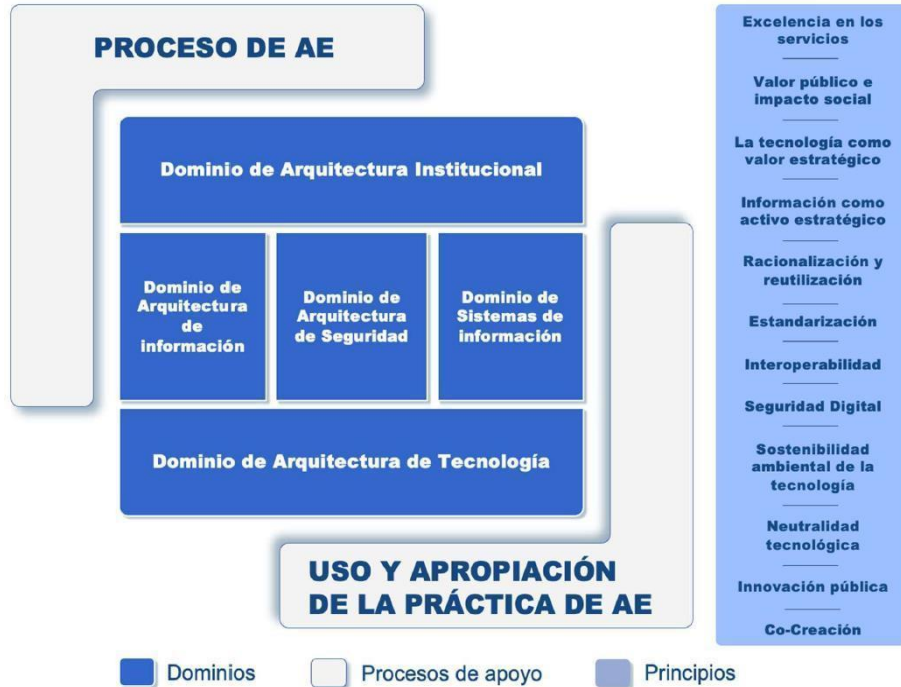 PROCESO DE AE
Dominio de Arquitectura Institucional
Dominio de
Arquitectura
de
información
Dominio de
Arquitectura
de Seguridad
Dominio de
Sistemas de
información
Dominio de Arquitectura de Tecnología
USO Y APROPIACIÓN
DE LA PRÁCTICA DE AE
Excelencia en los
servicios
Valor público e
impacto social
La tecnología como
valor estratégico
Información como
activo estratégico
Racionalización y
reutilización
Estandarización
Interoperabilidad
Seguridad Digital
Sostenibilidad
ambiental de la
tecnología
Neutralidad
tecnológica
Innovación pública
Co-Creación
Dominios
Procesos de apoyo
Principios